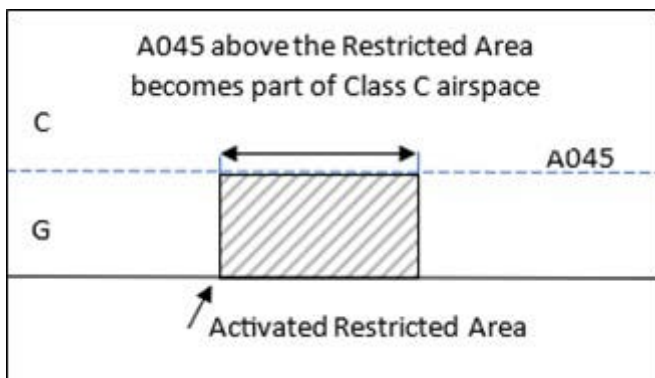 A045 above the Restricted Area
becomes part of Class C airspace
C
A045
G
Activated Restricted Area